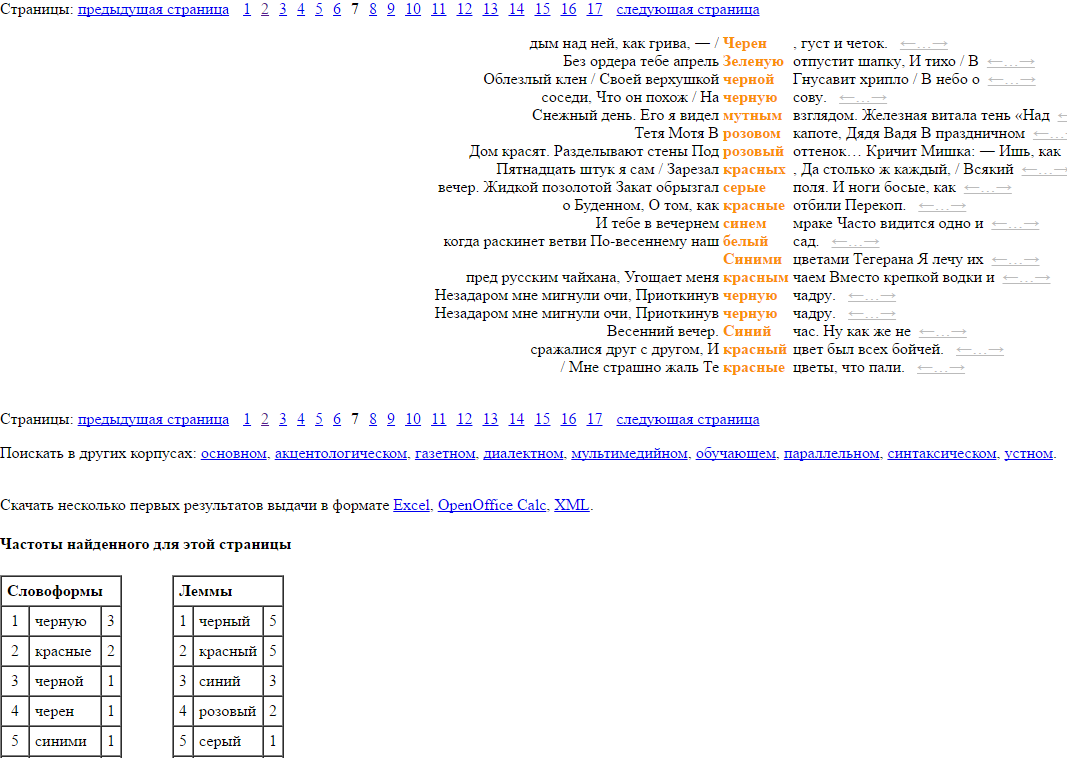 Страницы: предыдущая страница 1 2 3 4 5 6 7 8 9 10 11 12 13 14 15 16 17 следующая страница
дым над ней, как грива, — / Черен , густ и четок. ←…→
Без ордера тебе апрель Зеленую отпустит шапку, И тихо / В ←…→
Облезлый клен / Своей верхушкой черной Гнусавит хрипло / В небо о ←…→
соседи, Что он похож / На черную сову. ←…→
Снежный день. Его я видел мутным взглядом. Железная витала тень «Над ←
Тетя Мотя В розовом капоте, Дядя Вадя В праздничном ←…
Дом красят. Разделывают стены Под розовый оттенок… Кричит Мишка: — Ишь, как
Пятнадцать штук я сам / Зарезал красных , Да столько ж каждый, / Всякий ←…→
вечер. Жидкой позолотой Закат обрызгал серые поля. И ноги босые, как ←…→
о Буденном, О том, как красные отбили Перекоп. ←…→
И тебе в вечернем синем мраке Часто видится одно и ←…→
когда раскинет ветви По-весеннему наш белый сад. ←…→
Синими цветами Тегерана Я лечу их ←…→
пред русским чайхана, Угощает меня красным чаем Вместо крепкой водки и ←…→
Незадаром мне мигнули очи, Приоткинув черную чадру. ←…→
Незадаром мне мигнули очи, Приоткинув черную чадру. ←…→
Весенний вечер. Синий час. Ну как же не ←…→
сражалися друг с другом, И красный цвет был всех бойчей. ←…→
/ Мне страшно жаль Те красные цветы, что пали. ←…→
Страницы: предыдущая страница 1 2 3 4 5 6 7 8 9 10 11 12 13 14 15 16 17 следующая страница
Поискать в других корпусах: основном, акцентологическом, газетном, диалектном, мультимедийном, обучающем, параллельном, синтаксическом, устном.
Скачать несколько первых результатов выдачи в формате Excel, OpenOffice Calc, XML.
Частоты найденного для этой страницы
Словоформы Леммы
1 черную 3 1 черный 5
2 красные 2 2 красный 5
3 черной 1 3 синий 3
4 черен 1 4 розовый 2
5 синими 1 5 серый 1